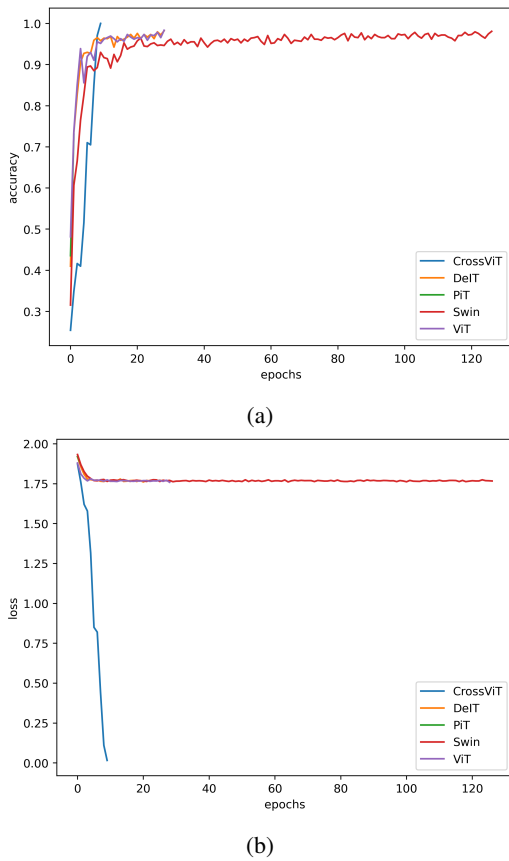 1.0
0.9
0.8
0.7
0.6
0.5
0.4
0.3
accuracy
0 20 40 60 80 100 120
epochs
CrossViT
DeIT
PiT
Swin
ViT
(a)
2.00
1.75
1.50
1.25
1.00
0.75
0.50
0.25
0.00
loss
0 20 40 60 80 100 120
epochs
CrossViT
DeIT
PiT
Swin
ViT
(b)